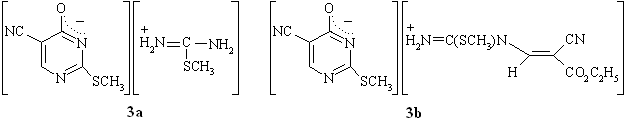 O
NC
N
N
SCH3
+
H2N
C
NH2
SCH3
3a
O
NC
N
N
SCH3
+
H2N=C(SCH3)N
H
CN
CO2C2H5
3b